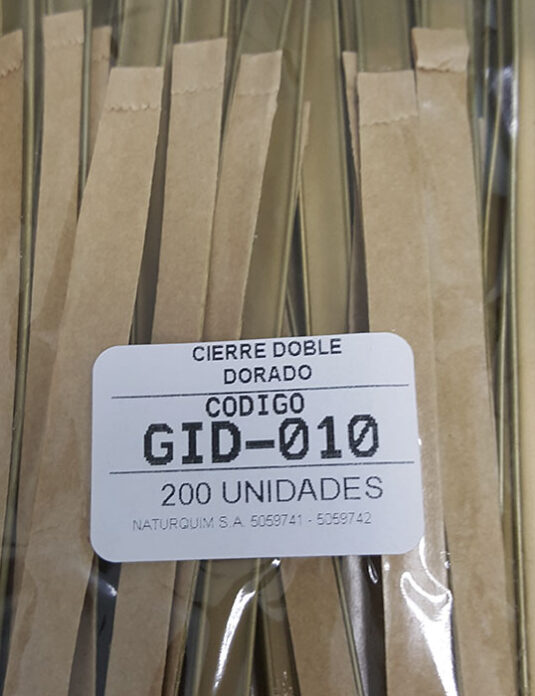 CIERRE DOBLE
DORADO
CODIGO
GID-010
200 UNIDADES
NATURQUIM S.A. 5059741 - 5059742